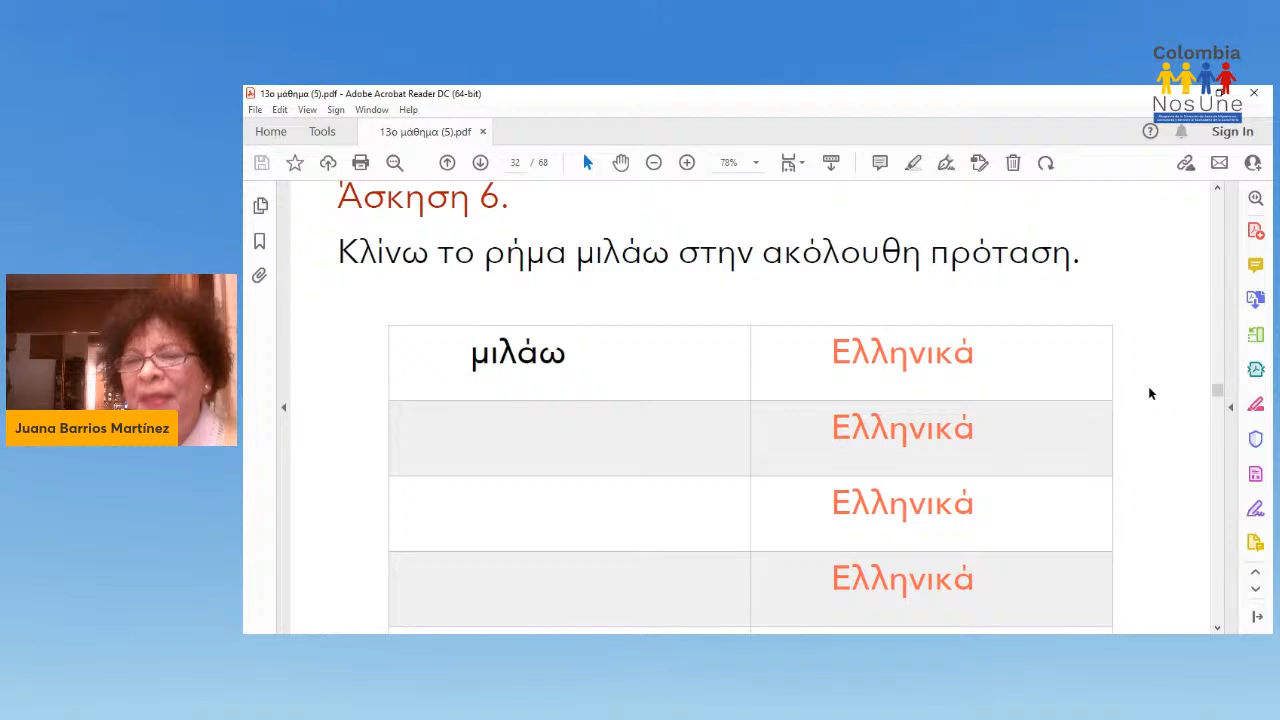 Colombia
NosUne
13ο μάθημα (5).pdf - Adobe Acrobat Reader DC (64-bit)
File Edit View Sign Window Help
Home Tools 13ο μάθημα (5).pdf × Sign In
32 / 68 78%
Άσκηση 6.
Κλίνω το ρήμα μιλάω στην ακόλουθη πρόταση.
μιλάω Ελληνικά
Ελληνικά
Ελληνικά
Ελληνικά
Juana Barrios Martínez